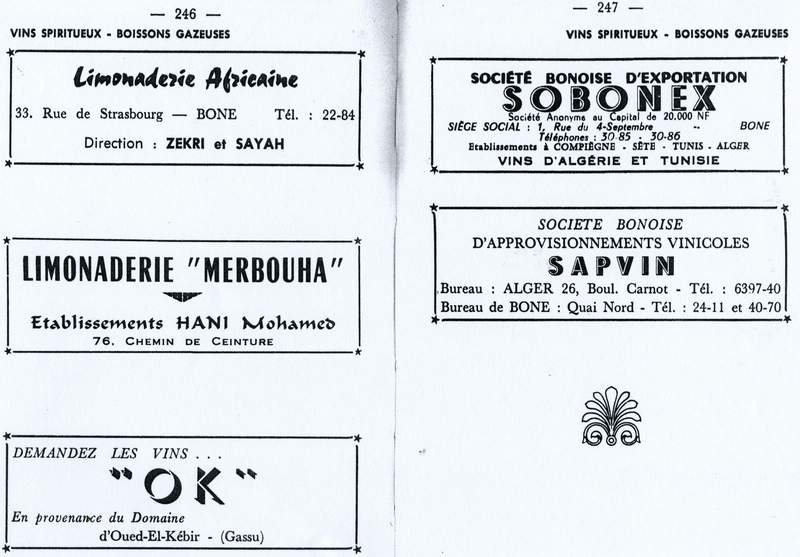 — 246 —
VINS SPIRITUEUX - BOISSONS GAZEUSES
Limonaderie Africaine
33. Rue de Strasbourg — BONE Tél. : 22-84
Direction : ZEKRI et SAYAH
LIMONADERIE "MERBOUHA"
Etablissements HANI Mohamed
76. CHEMIN DE CEINTURE
DEMANDEZ LES VINS . . .
"OK"
En provenance du Domaine
d'Oued-El-Kébir - (Gassu)
— 247 —
VINS SPIRITUEUX - BOISSONS GAZEUSES
SOCIÉTÉ BONOISE D'EXPORTATION
SOBONEX
Société Anonyme au Capital de 20.000 NF
SIÈGE SOCIAL : 1, Rue du 4-Septembre -- BONE
Téléphones : 30-85 - 30-86
Etablissements à COMPIÈGNE - SÈTE - TUNIS - ALGER
VINS D'ALGÉRIE ET TUNISIE
SOCIETE BONOISE
D'APPROVISIONNEMENTS VINICOLES
SAPVIN
Bureau : ALGER 26, Boul. Carnot - Tél. : 6397-40
Bureau de BONE : Quai Nord - Tél. : 24-11 et 40-70